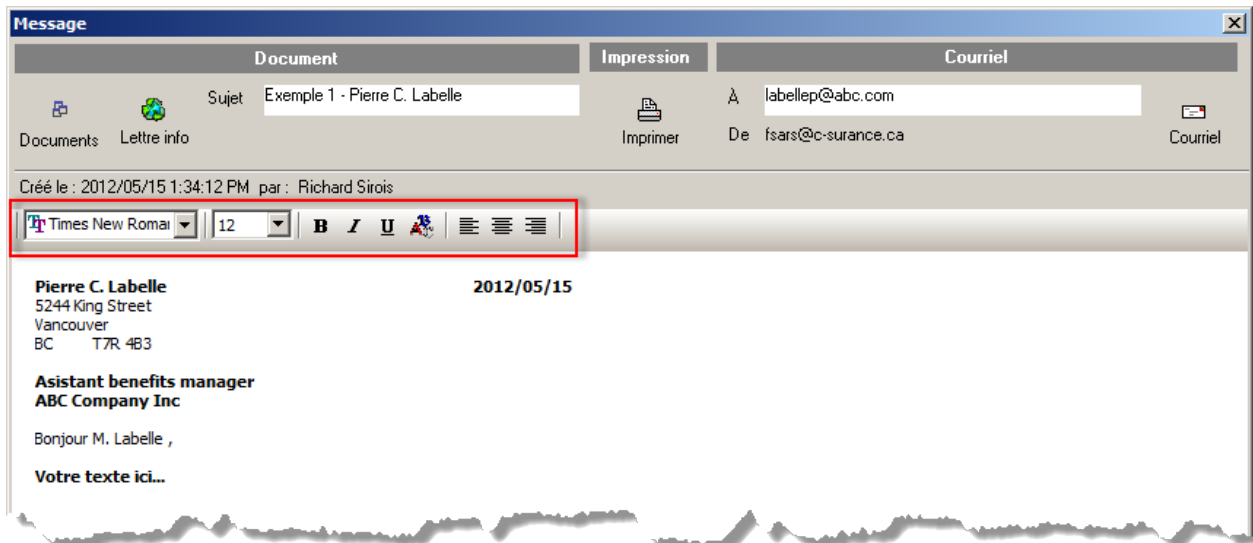 Message
Document Impression Courriel
Sujet Exemple 1 - Pierre C. Labelle À labellep@abc.com
Documents Lettre info Imprimer De fsars@c-surance.ca Courriel
Créé le : 2012/05/15 1:34:12 PM par : Richard Sirois
Times New Romai 12 B I U
Pierre C. Labelle 2012/05/15
5244 King Street
Vancouver
BC T7R 4B3
Asistant benefits manager
ABC Company Inc
Bonjour M. Labelle ,
Votre texte ici...